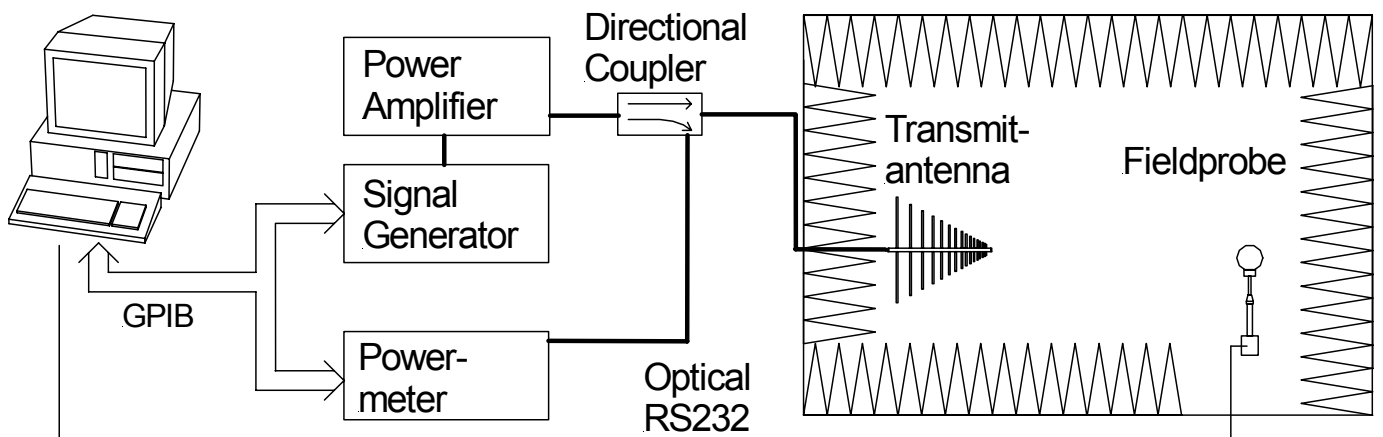 Power
Amplifier
Directional
Coupler
Signal
Generator
GPIB
Power-
meter
Optical
RS232
Transmit-
antenna
Fieldprobe